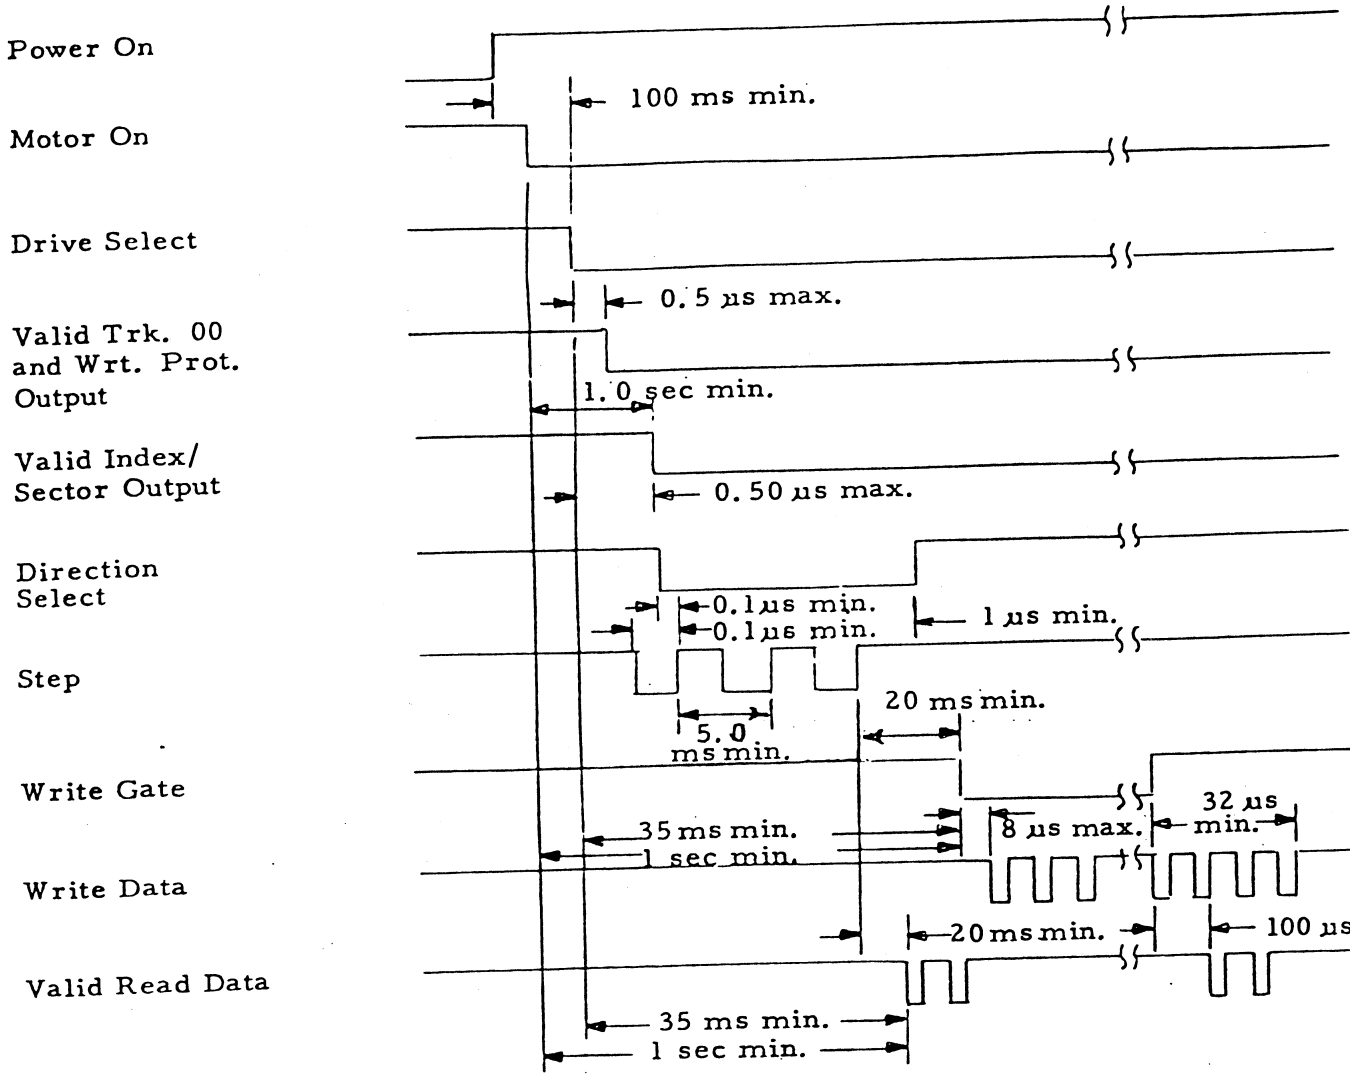 Power On
100 ms min.
Motor On
Drive Select
0.5 µs max.
Valid Trk. 00
and Wrt. Prot.
Output
1.0 sec min.
Valid Index/
Sector Output
0.50 µs max.
Direction
Select
0.1 µs min.
0.1 µs min.
1 µs min.
Step
20 ms min.
5.0
ms min.
Write Gate
32 µs
min.
8 µs max.
35 ms min.
1 sec min.
Write Data
20 ms min.
100 µs
Valid Read Data
35 ms min.
1 sec min.